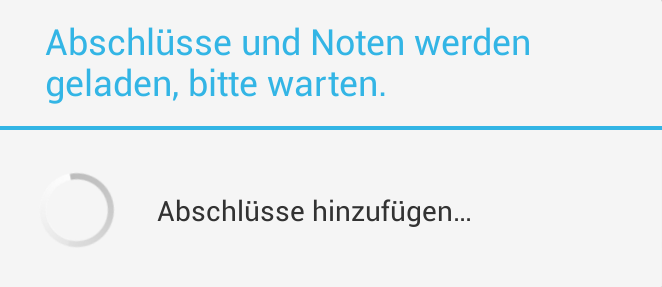 Abschlüsse und Noten werden
geladen, bitte warten.
Abschlüsse hinzufügen...